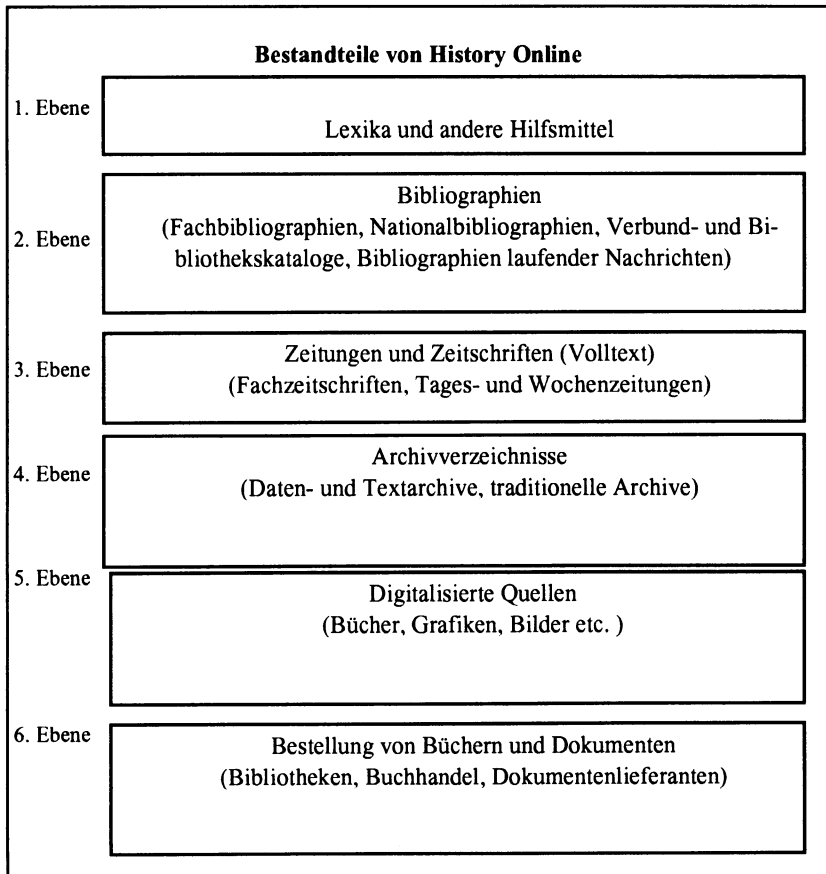 Bestandteile von History Online
1. Ebene
Lexika und andere Hilfsmittel
Bibliographien
(Fachbibliographien, Nationalbibliographien, Verbund- und Bi-
2. Ebene
bliothekskataloge, Bibliographien laufender Nachrichten)
Zeitungen und Zeitschriften (Volltext)
3. Ebene
(Fachzeitschriften, Tages- und Wochenzeitungen)
Archivverzeichnisse
4. Ebene
(Daten- und Textarchive, traditionelle Archive)
5. Ebene
Digitalisierte Quellen
(Bücher, Grafiken, Bilder etc. )
6. Ebene
Bestellung von Büchern und Dokumenten
(Bibliotheken, Buchhandel, Dokumentenlieferanten)